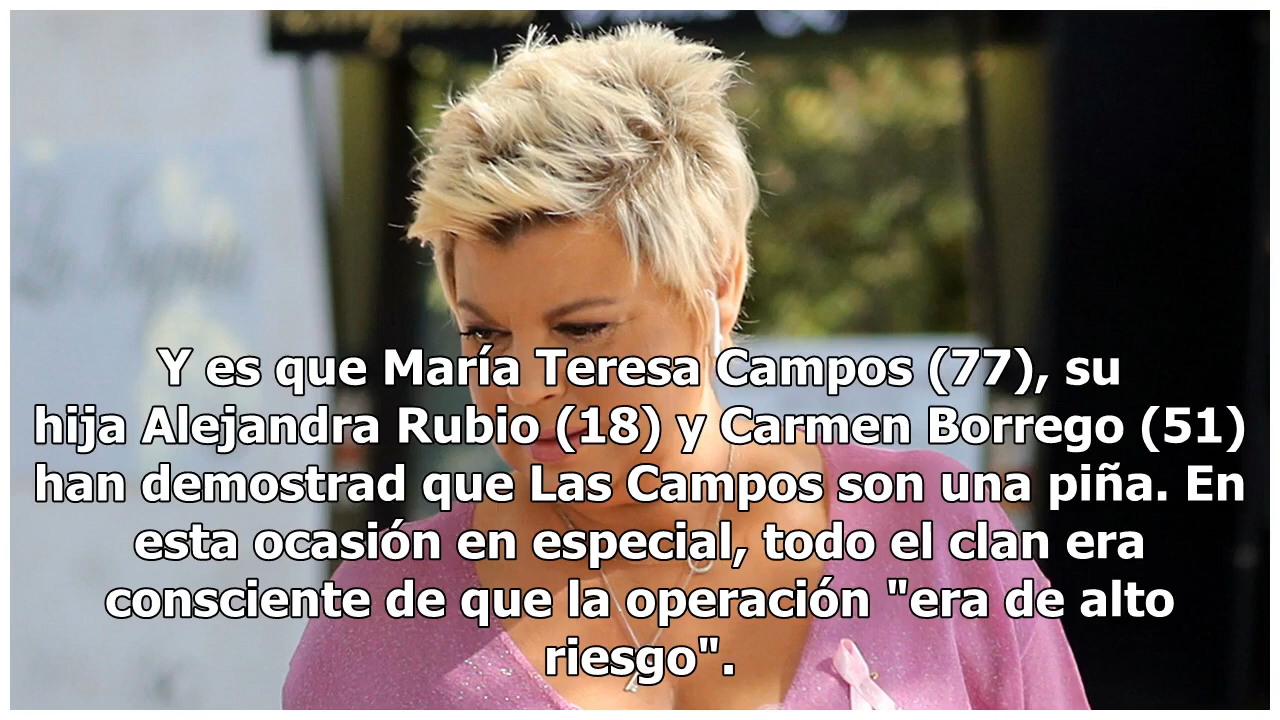 Y es que María Teresa Campos (77), su
hija Alejandra Rubio (18) y Carmen Borrego (51)
han demostrad que Las Campos son una piña. En
esta ocasión en especial, todo el clan era
consciente de que la operación "era de alto
riesgo".